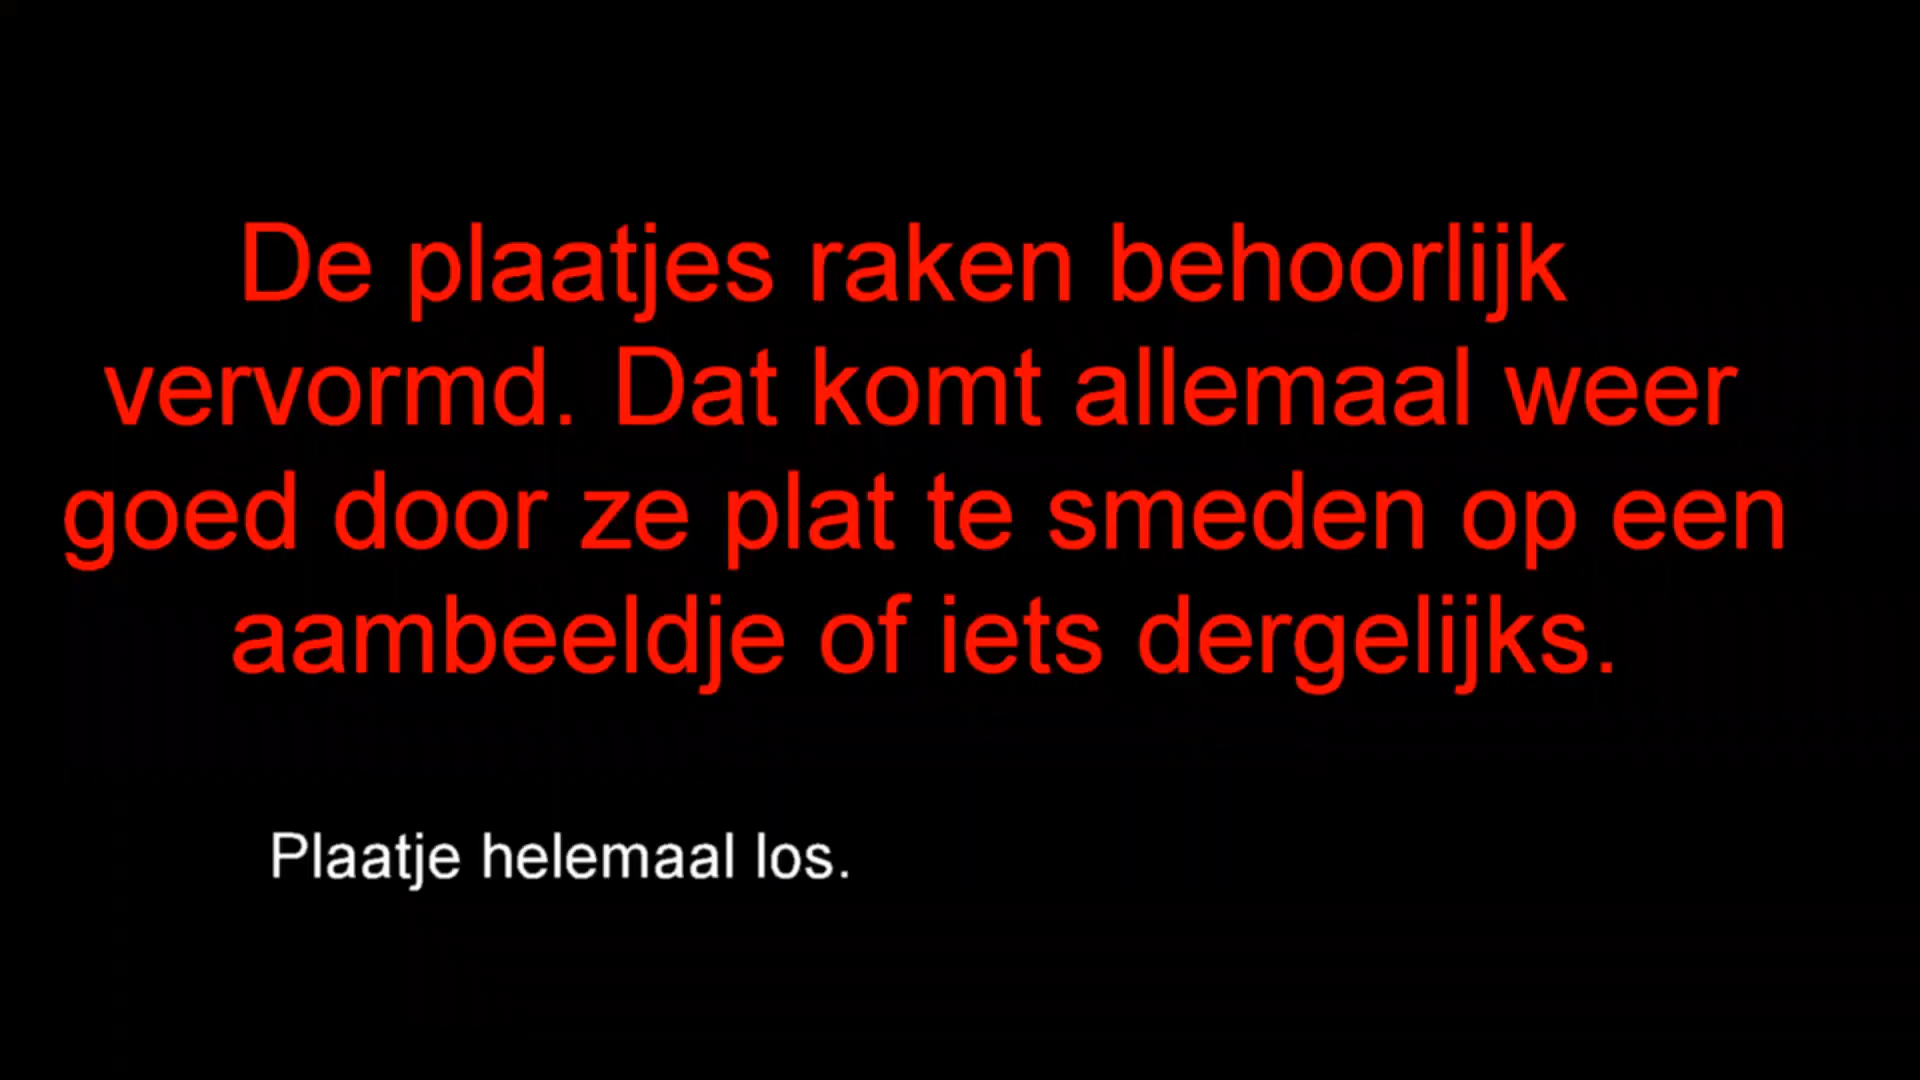 De plaatjes raken behoorlijk
vervormd. Dat komt allemaal weer
goed door ze plat te smeden op een
aambeeldje of iets dergelijks.
Plaatje helemaal los.